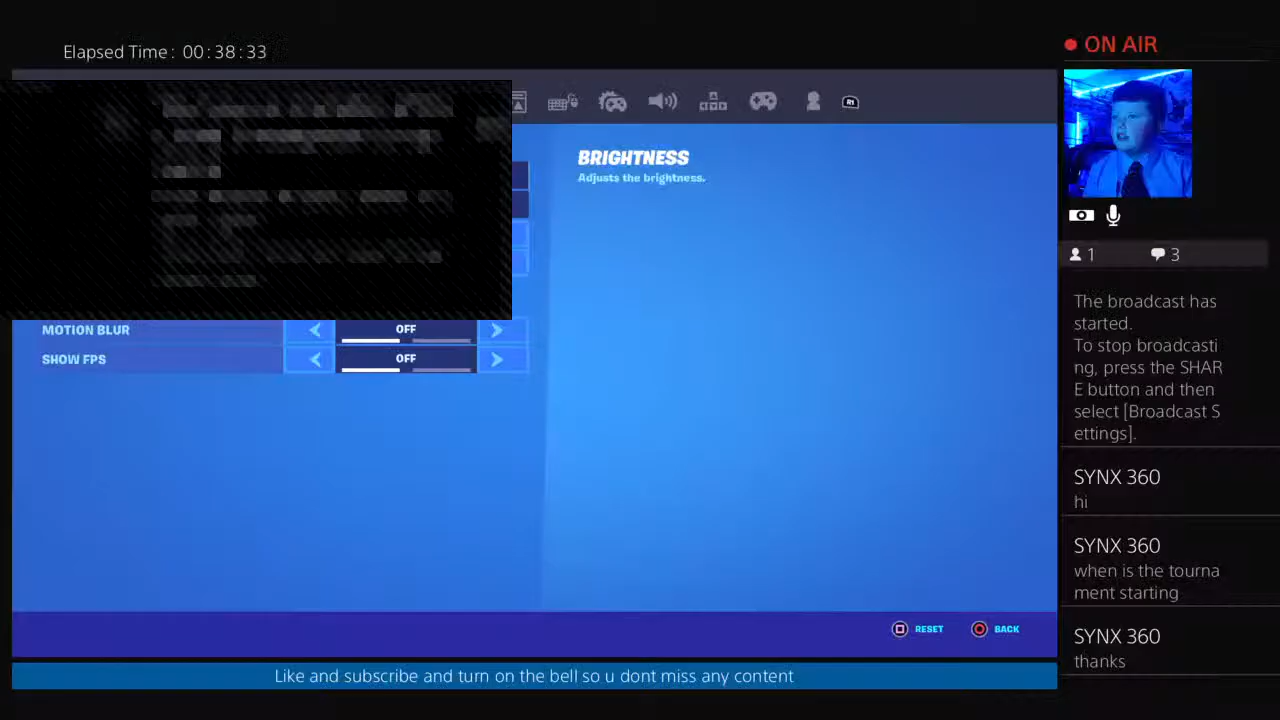 Elapsed Time: 00:38:33
ON AIR
R1
BRIGHTNESS
Adjusts the brightness.
1
3
MOTION BLUR
OFF
SHOW FPS
OFF
The broadcast has
started.
To stop broadcasti
ng, press the SHAR
E button and then
select [Broadcast S
ettings].
SYNX 360
hi
SYNX 360
when is the tourna
ment starting
SYNX 360
thanks
RESET
BACK
Like and subscribe and turn on the bell so u dont miss any content